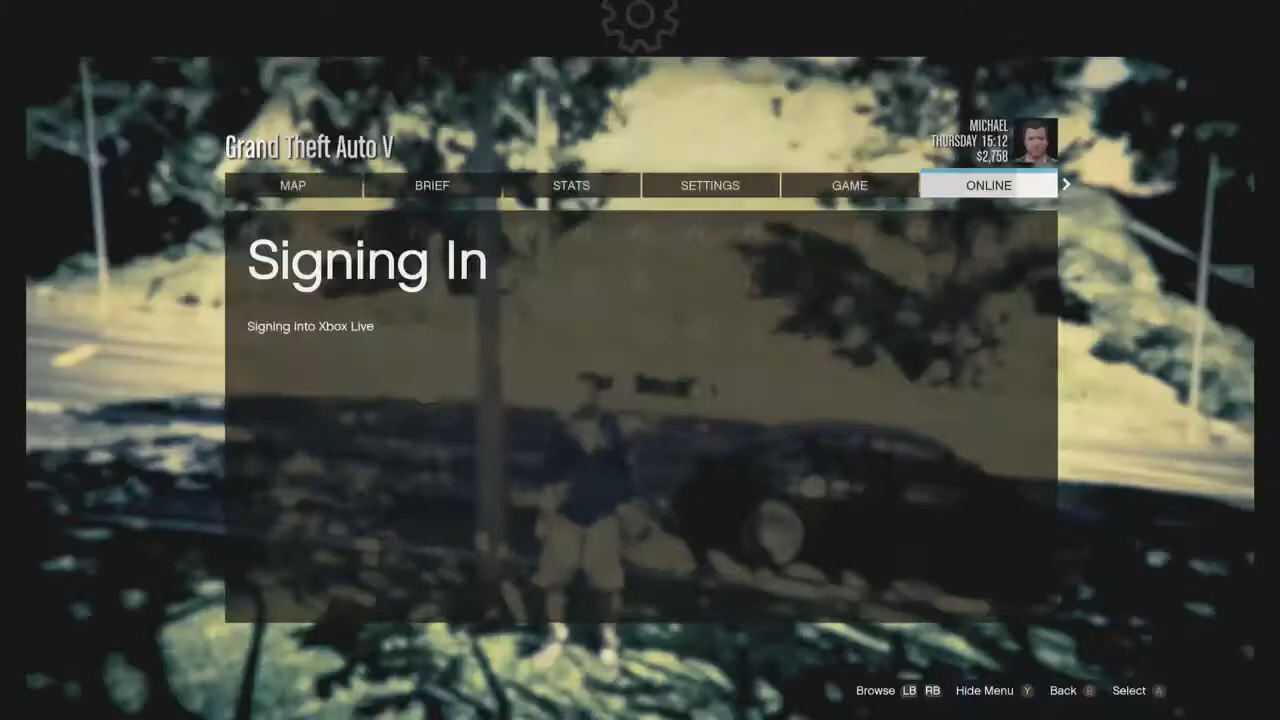 Grand Theft Auto V
MICHAEL
THURSDAY 15:12
$2,758
MAP BRIEF STATS SETTINGS GAME ONLINE
Signing In
Signing into Xbox Live
Browse LB RB Hide Menu Y Back B Select A